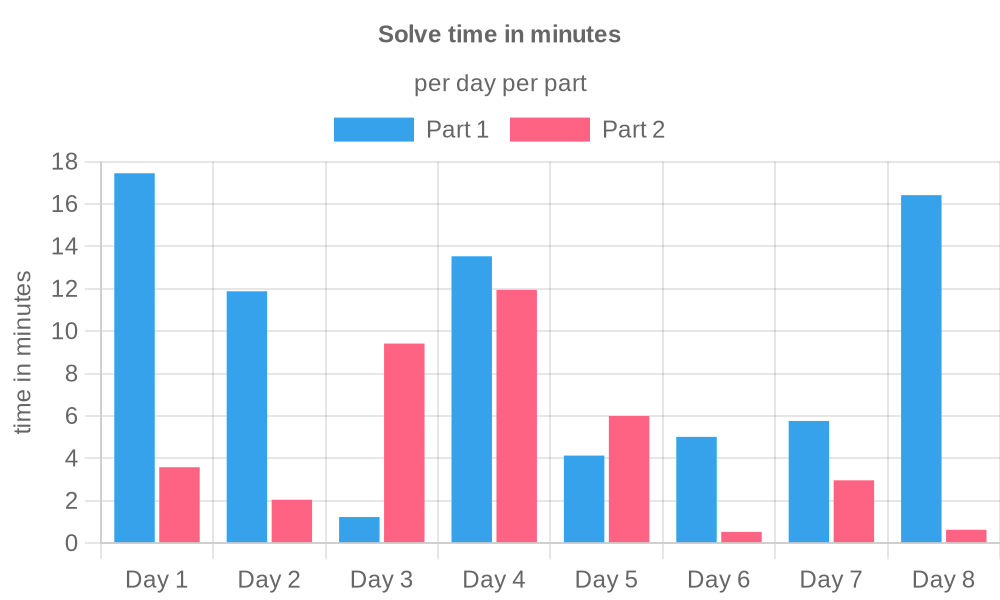 Solve time in minutes
per day per part
Part 1 Part 2
18
16
14
12
10
8
6
4
2
0
time in minutes
Day 1 Day 2 Day 3 Day 4 Day 5 Day 6 Day 7 Day 8